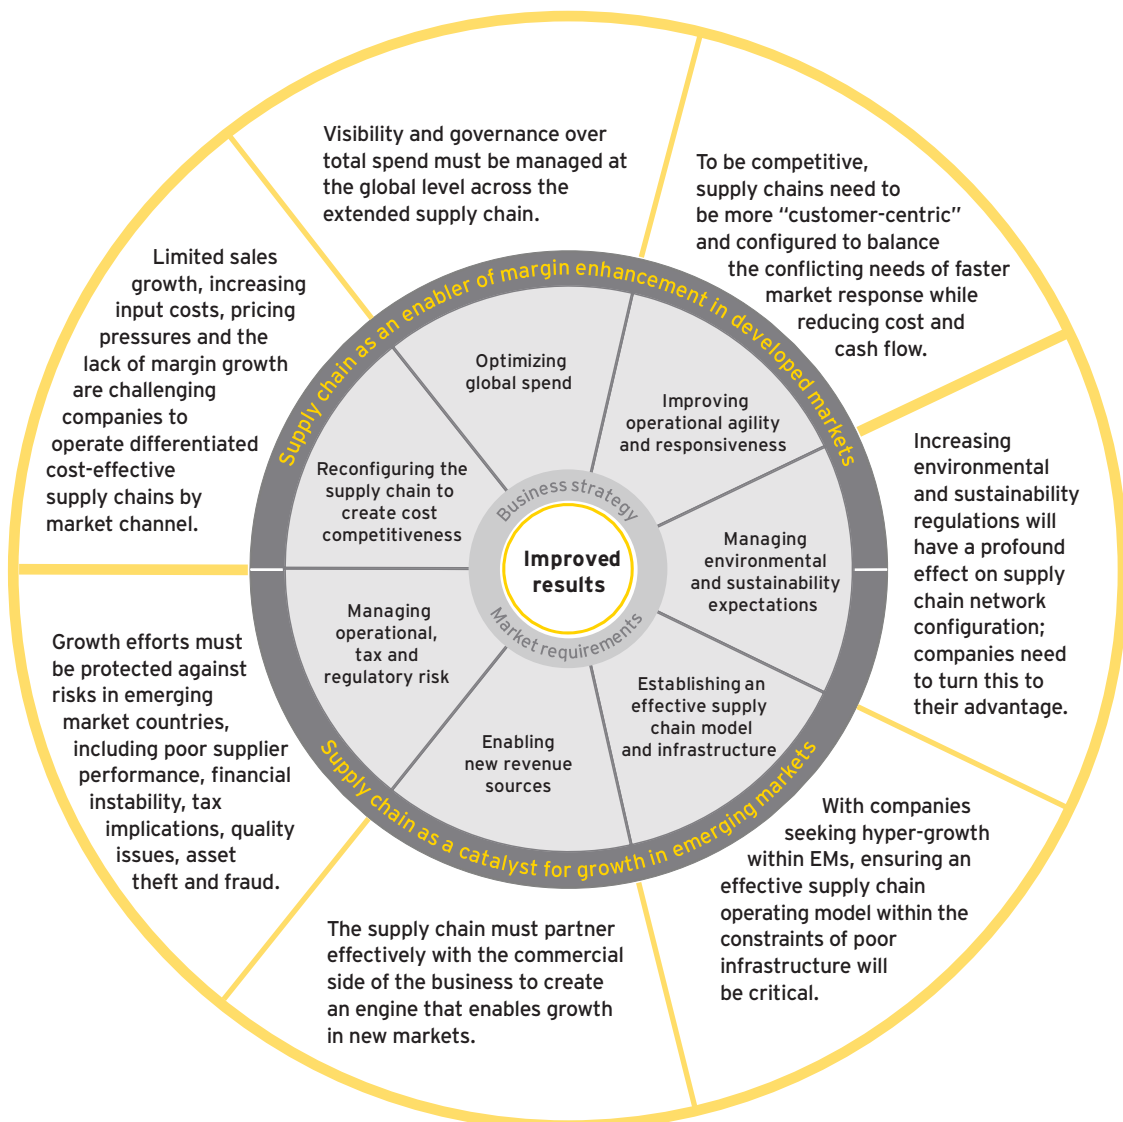 Visibility and governance over
total spend must be managed at
the global level across the
extended supply chain.
To be competitive,
supply chains need to
be more “customer-centric”
and configured to balance
the conflicting needs of faster
market response while
reducing cost and
cash flow.
Limited sales
growth, increasing
input costs, pricing
pressures and the
lack of margin growth
are challenging
companies to
operate differentiated
cost-effective
supply chains by
market channel.
Increasing
environmental
and sustainability
regulations will
have a profound
effect on supply
chain network
configuration;
companies need
to turn this to
their advantage.
Supply chain as an enabler of margin enhancement in developed markets
Optimizing
global spend
Improving
operational agility
and responsiveness
Reconfiguring the
supply chain to
create cost
competitiveness
Managing
environmental
and sustainability
expectations
Business strategy
Improved
results
Market requirements
Managing
operational,
tax and
regulatory risk
Enabling
new revenue
sources
Establishing an
effective supply
chain model
and infrastructure
Supply chain as a catalyst for growth in emerging markets
Growth efforts must
be protected against
risks in emerging
market countries,
including poor supplier
performance, financial
instability, tax
implications, quality
issues, asset
theft and fraud.
The supply chain must partner
effectively with the commercial
side of the business to create
an engine that enables growth
in new markets.
With companies
seeking hyper-growth
within EMs, ensuring an
effective supply chain
operating model within the
constraints of poor
infrastructure will
be critical.